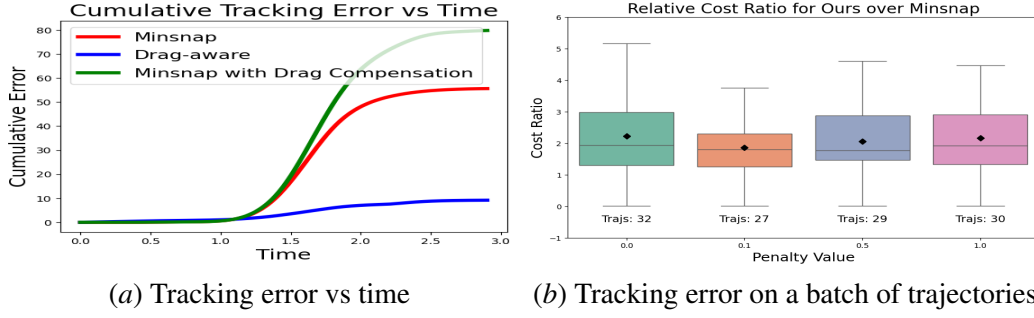 Cumulative Tracking Error vs Time
Cumulative Error
80
70
60
50
40
30
20
10
0
Minsnap
Drag-aware
Minsnap with Drag Compensation
0.0 0.5 1.0 1.5 2.0 2.5 3.0
Time
(a) Tracking error vs time
Relative Cost Ratio for Ours over Minsnap
Cost Ratio
6
5
4
3
2
1
0
−1
Trajs: 32 Trajs: 27 Trajs: 29 Trajs: 30
0.0 0.1 0.5 1.0
Penalty Value
(b) Tracking error on a batch of trajectories